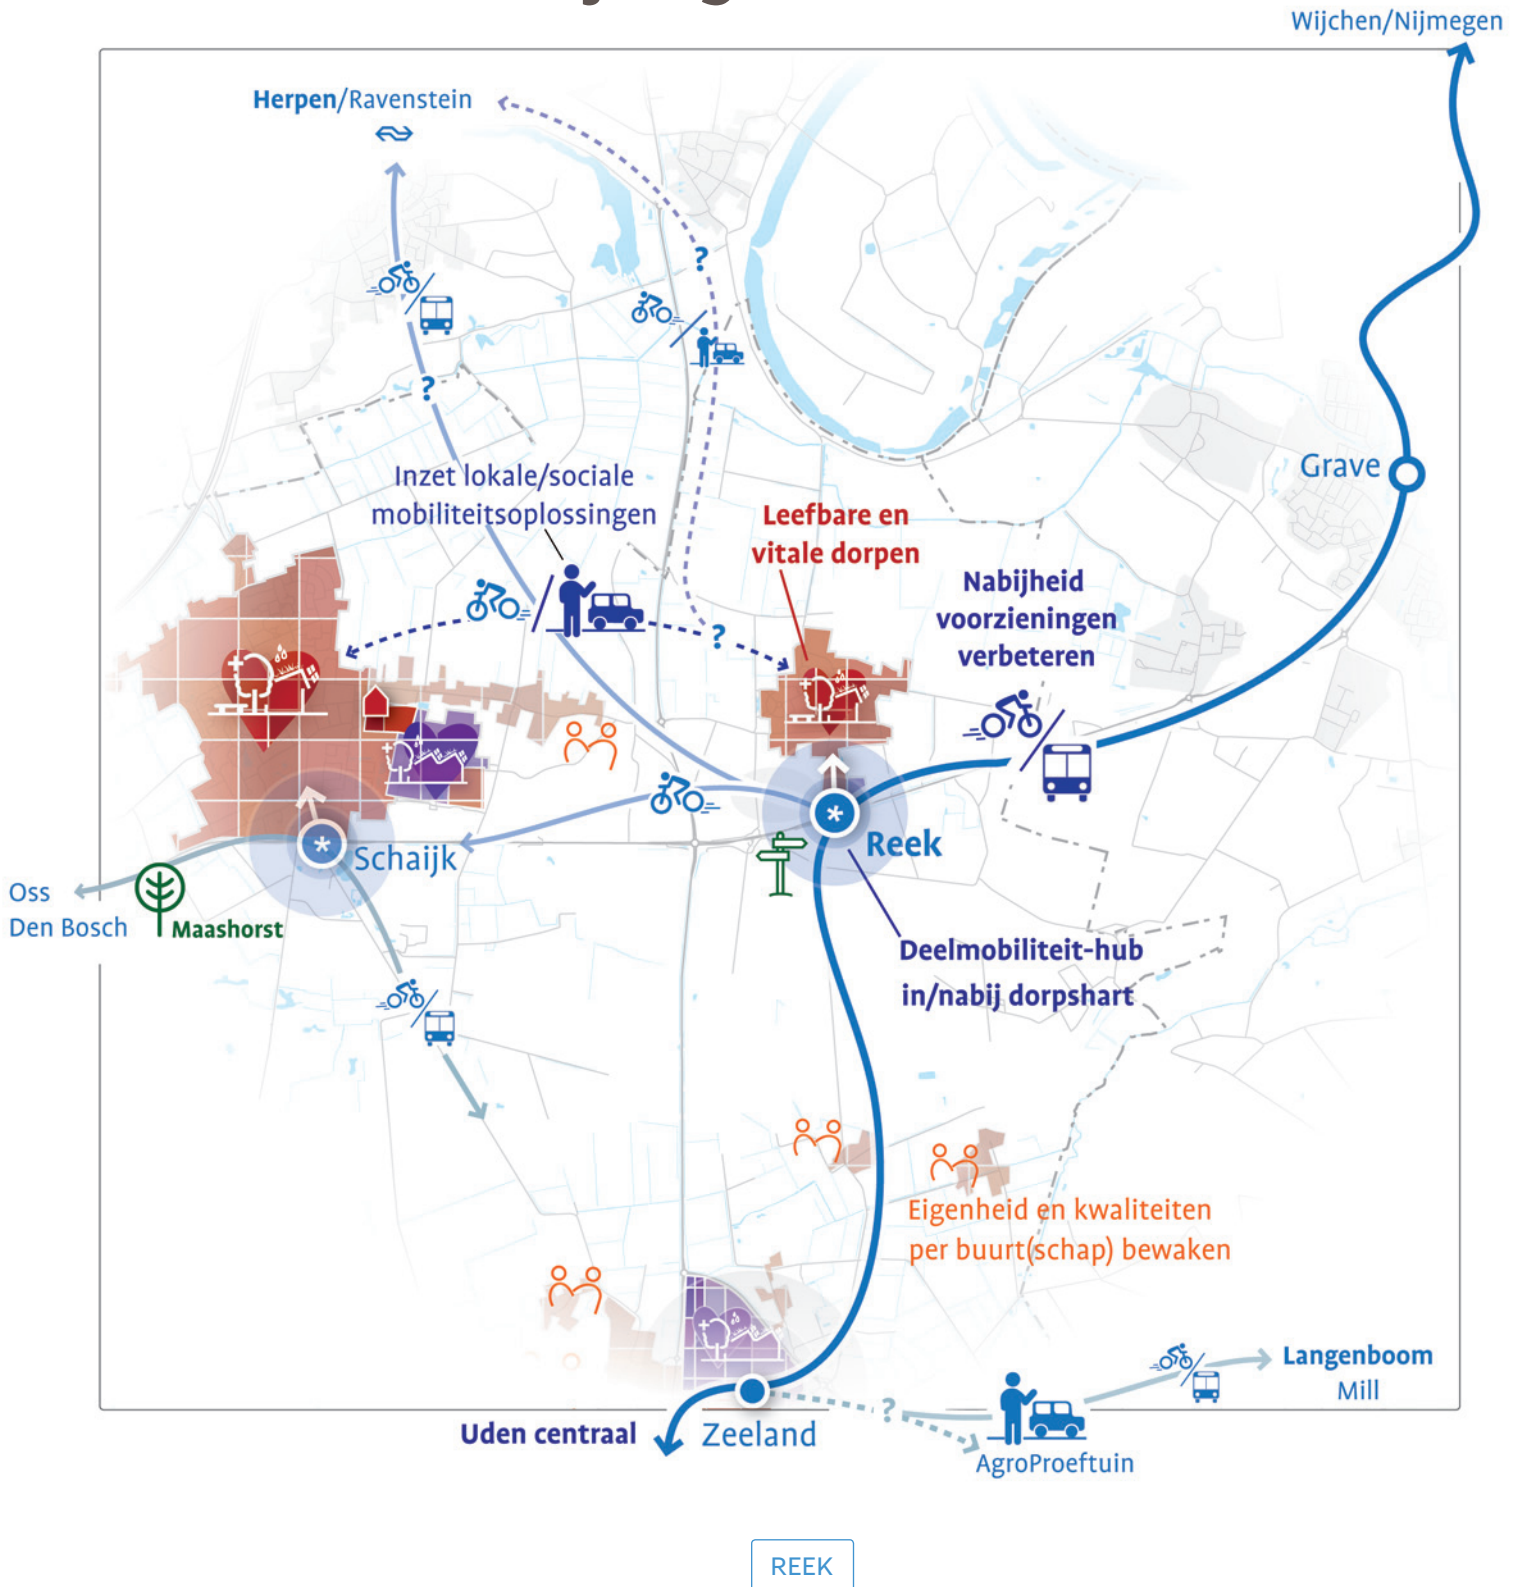 Wijchen/Nijmegen
Herpen/Ravenstein
?
?
Grave
Inzet lokale/sociale
mobiliteitsoplossingen
Leefbare en
vitale dorpen
Nabijheid
voorzieningen
verbeteren
?
*
Reek
*
Schaijk
Oss
Den Bosch
Maashorst
Deelmobiliteit-hub
in/nabij dorpshart
Eigenheid en kwaliteiten
per buurt(schap) bewaken
Langenboom
Mill
?
Uden centraal
Zeeland
AgroProeftuin
REEK